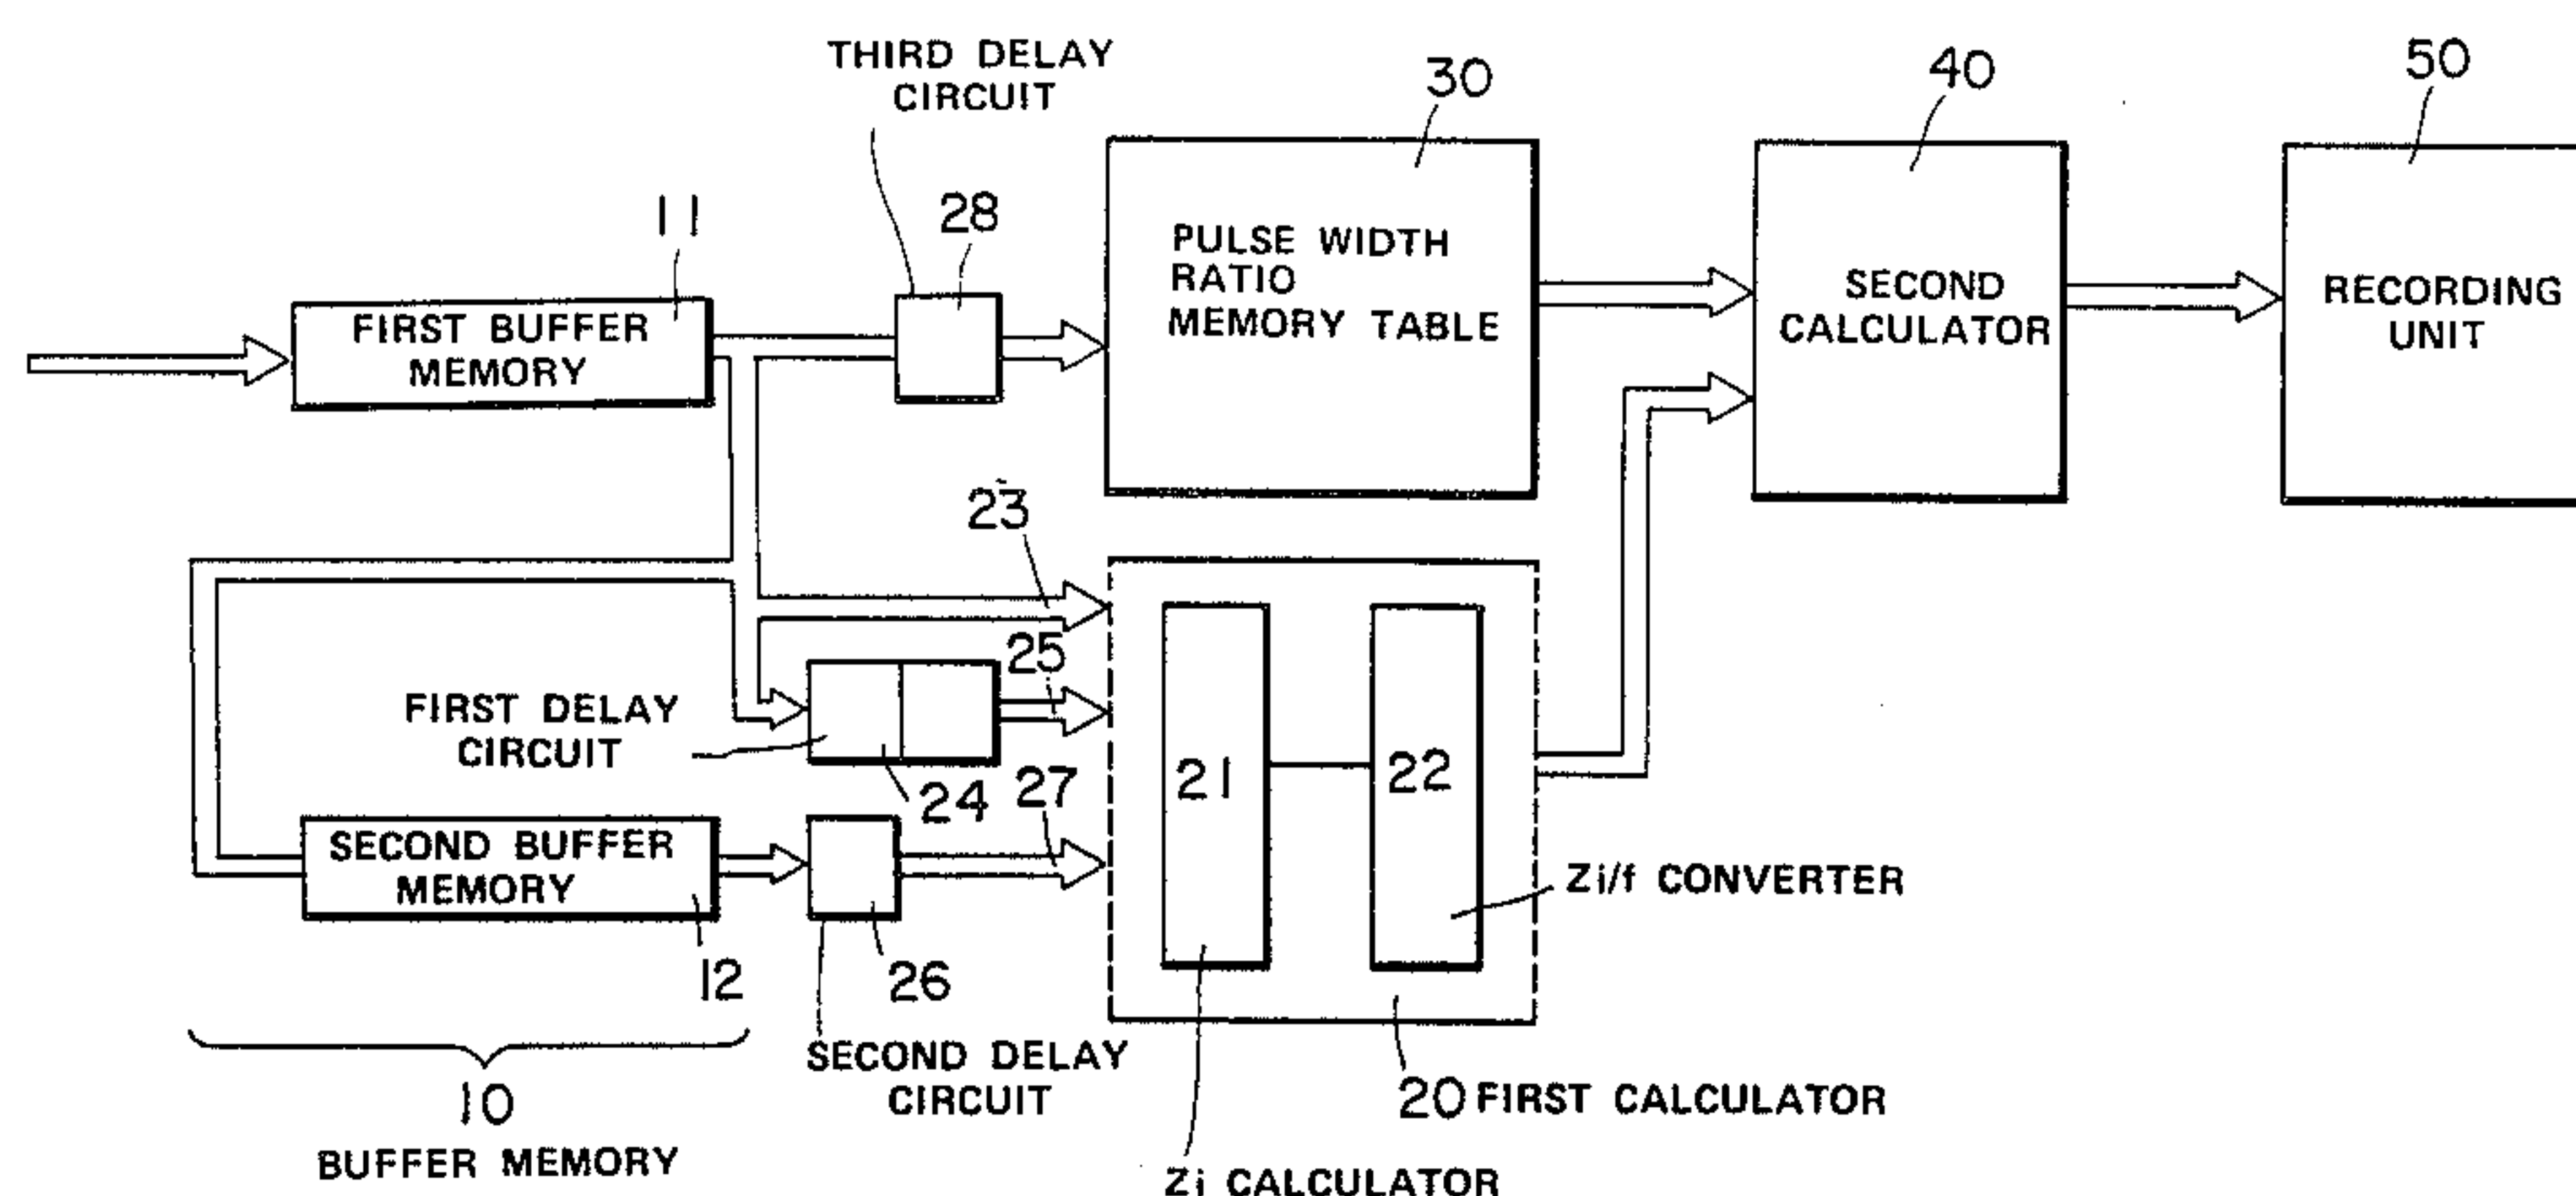 THIRD DELAY
CIRCUIT
30
40
50
11
28
PULSE WIDTH
RATIO
MEMORY TABLE
SECOND
CALCULATOR
RECORDING
UNIT
FIRST BUFFER
MEMORY
23
25
FIRST DELAY
CIRCUIT
24
27
21
22
SECOND BUFFER
MEMORY
12
26
Zi/f CONVERTER
SECOND DELAY
CIRCUIT
10
BUFFER MEMORY
20 FIRST CALCULATOR
Zi CALCULATOR